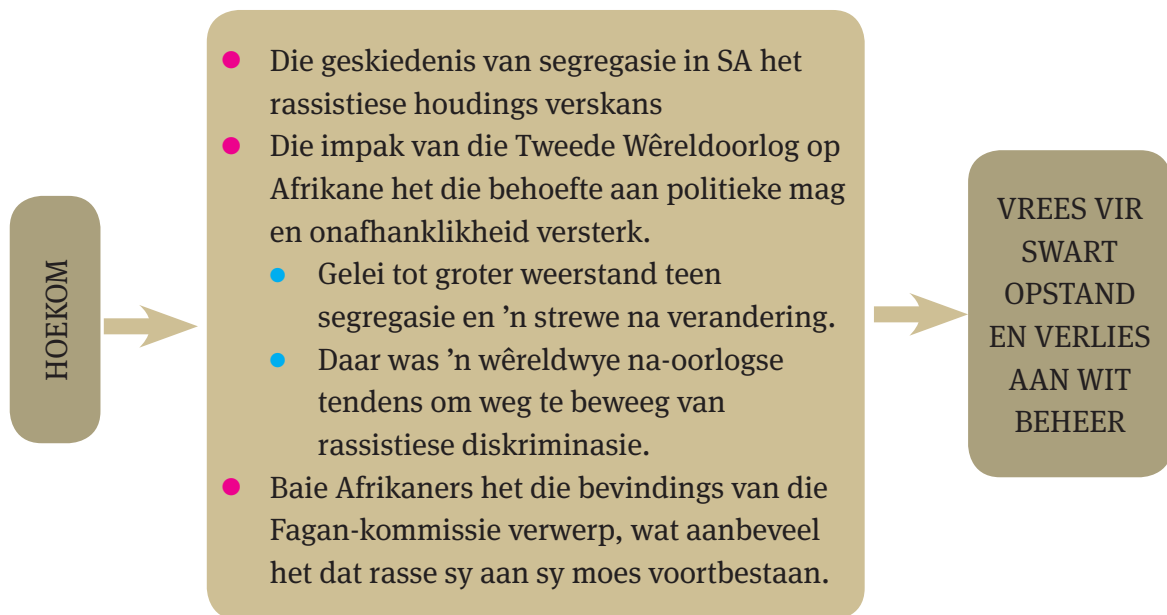 HOEKOM
● Die geskiedenis van segregasie in SA het
rassistiese houdings verskans
● Die impak van die Tweede Wêreldoorlog op
Afrikane het die behoefte aan politieke mag
en onafhanklikheid versterk.
● Gelei tot groter weerstand teen
segregasie en ’n strewe na verandering.
● Daar was ’n wêreldwye na-oorlogse
tendens om weg te beweeg van
rassistiese diskriminasie.
● Baie Afrikaners het die bevindings van die
Fagan-kommissie verwerp, wat aanbeveel
het dat rasse sy aan sy moes voortbestaan.
VREES VIR
SWART
OPSTAND
EN VERLIES
AAN WIT
BEHEER